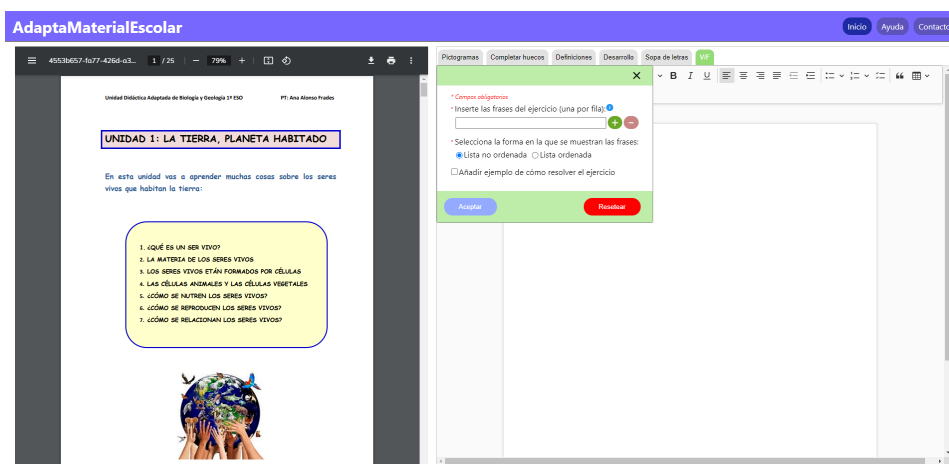 AdaptaMaterialEscolar
Inicio Ayuda Contacto
4553b657-fa77-426d-a3... 1 / 25 79%
Unidad Didáctica Adaptada de Biología y Geología 1º ESO PT: Ana Alonso Frades
UNIDAD 1: LA TIERRA, PLANETA HABITADO
En esta unidad vas a aprender muchas cosas sobre los seres
vivos que habitan la tierra:
1. ¿QUÉ ES UN SER VIVO?
2. LA MATERIA DE LOS SERES VIVOS
3. LOS SERES VIVOS ETÁN FORMADOS POR CÉLULAS
4. LAS CÉLULAS ANIMALES Y LAS CÉLULAS VEGETALES
5. ¿CÓMO SE NUTREN LOS SERES VIVOS?
6. ¿CÓMO SE REPRODUCEN LOS SERES VIVOS?
7. ¿CÓMO SE RELACIONAN LOS SERES VIVOS?
Pictogramas Completar huecos Definiciones Desarrollo Sopa de letras V/F
B I U
* Campos obligatorios
* Inserte las frases del ejercicio (una por fila):
* Selecciona la forma en la que se muestran las frases:
Lista no ordenada Lista ordenada
Añadir ejemplo de cómo resolver el ejercicio
Aceptar Resetear